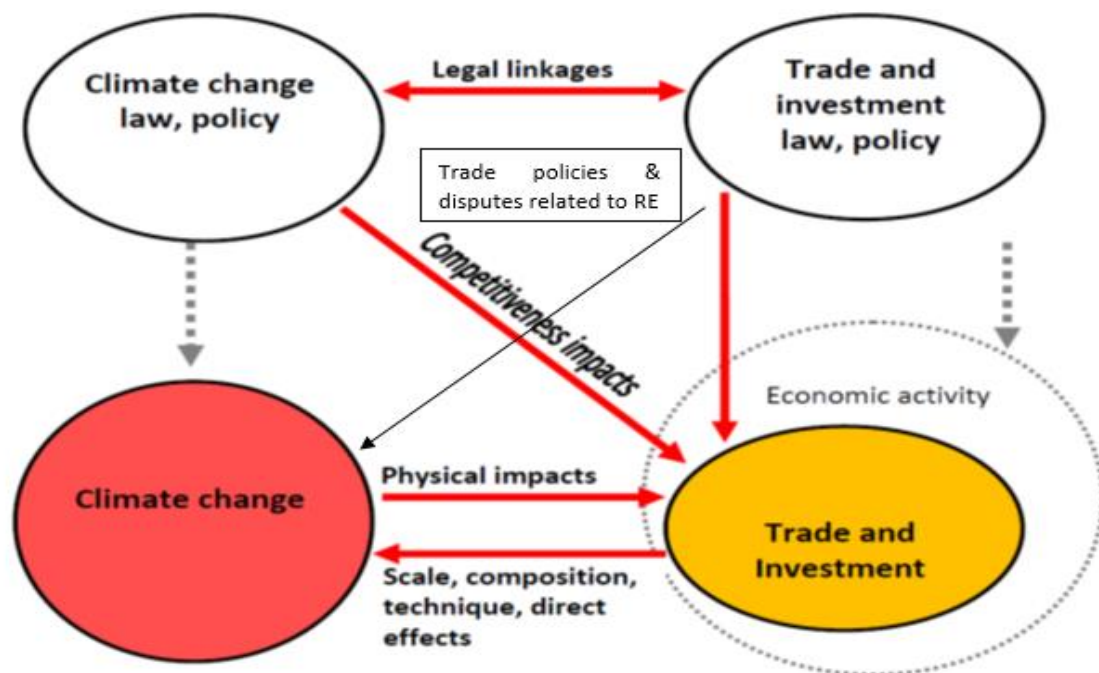 Climate change
law, policy
Legal linkages
Trade and
investment
law, policy
Trade policies &
disputes related to RE
Competitiveness impacts
Economic activity
Climate change
Physical impacts
Trade and
Investment
Scale, composition,
technique, direct
effects